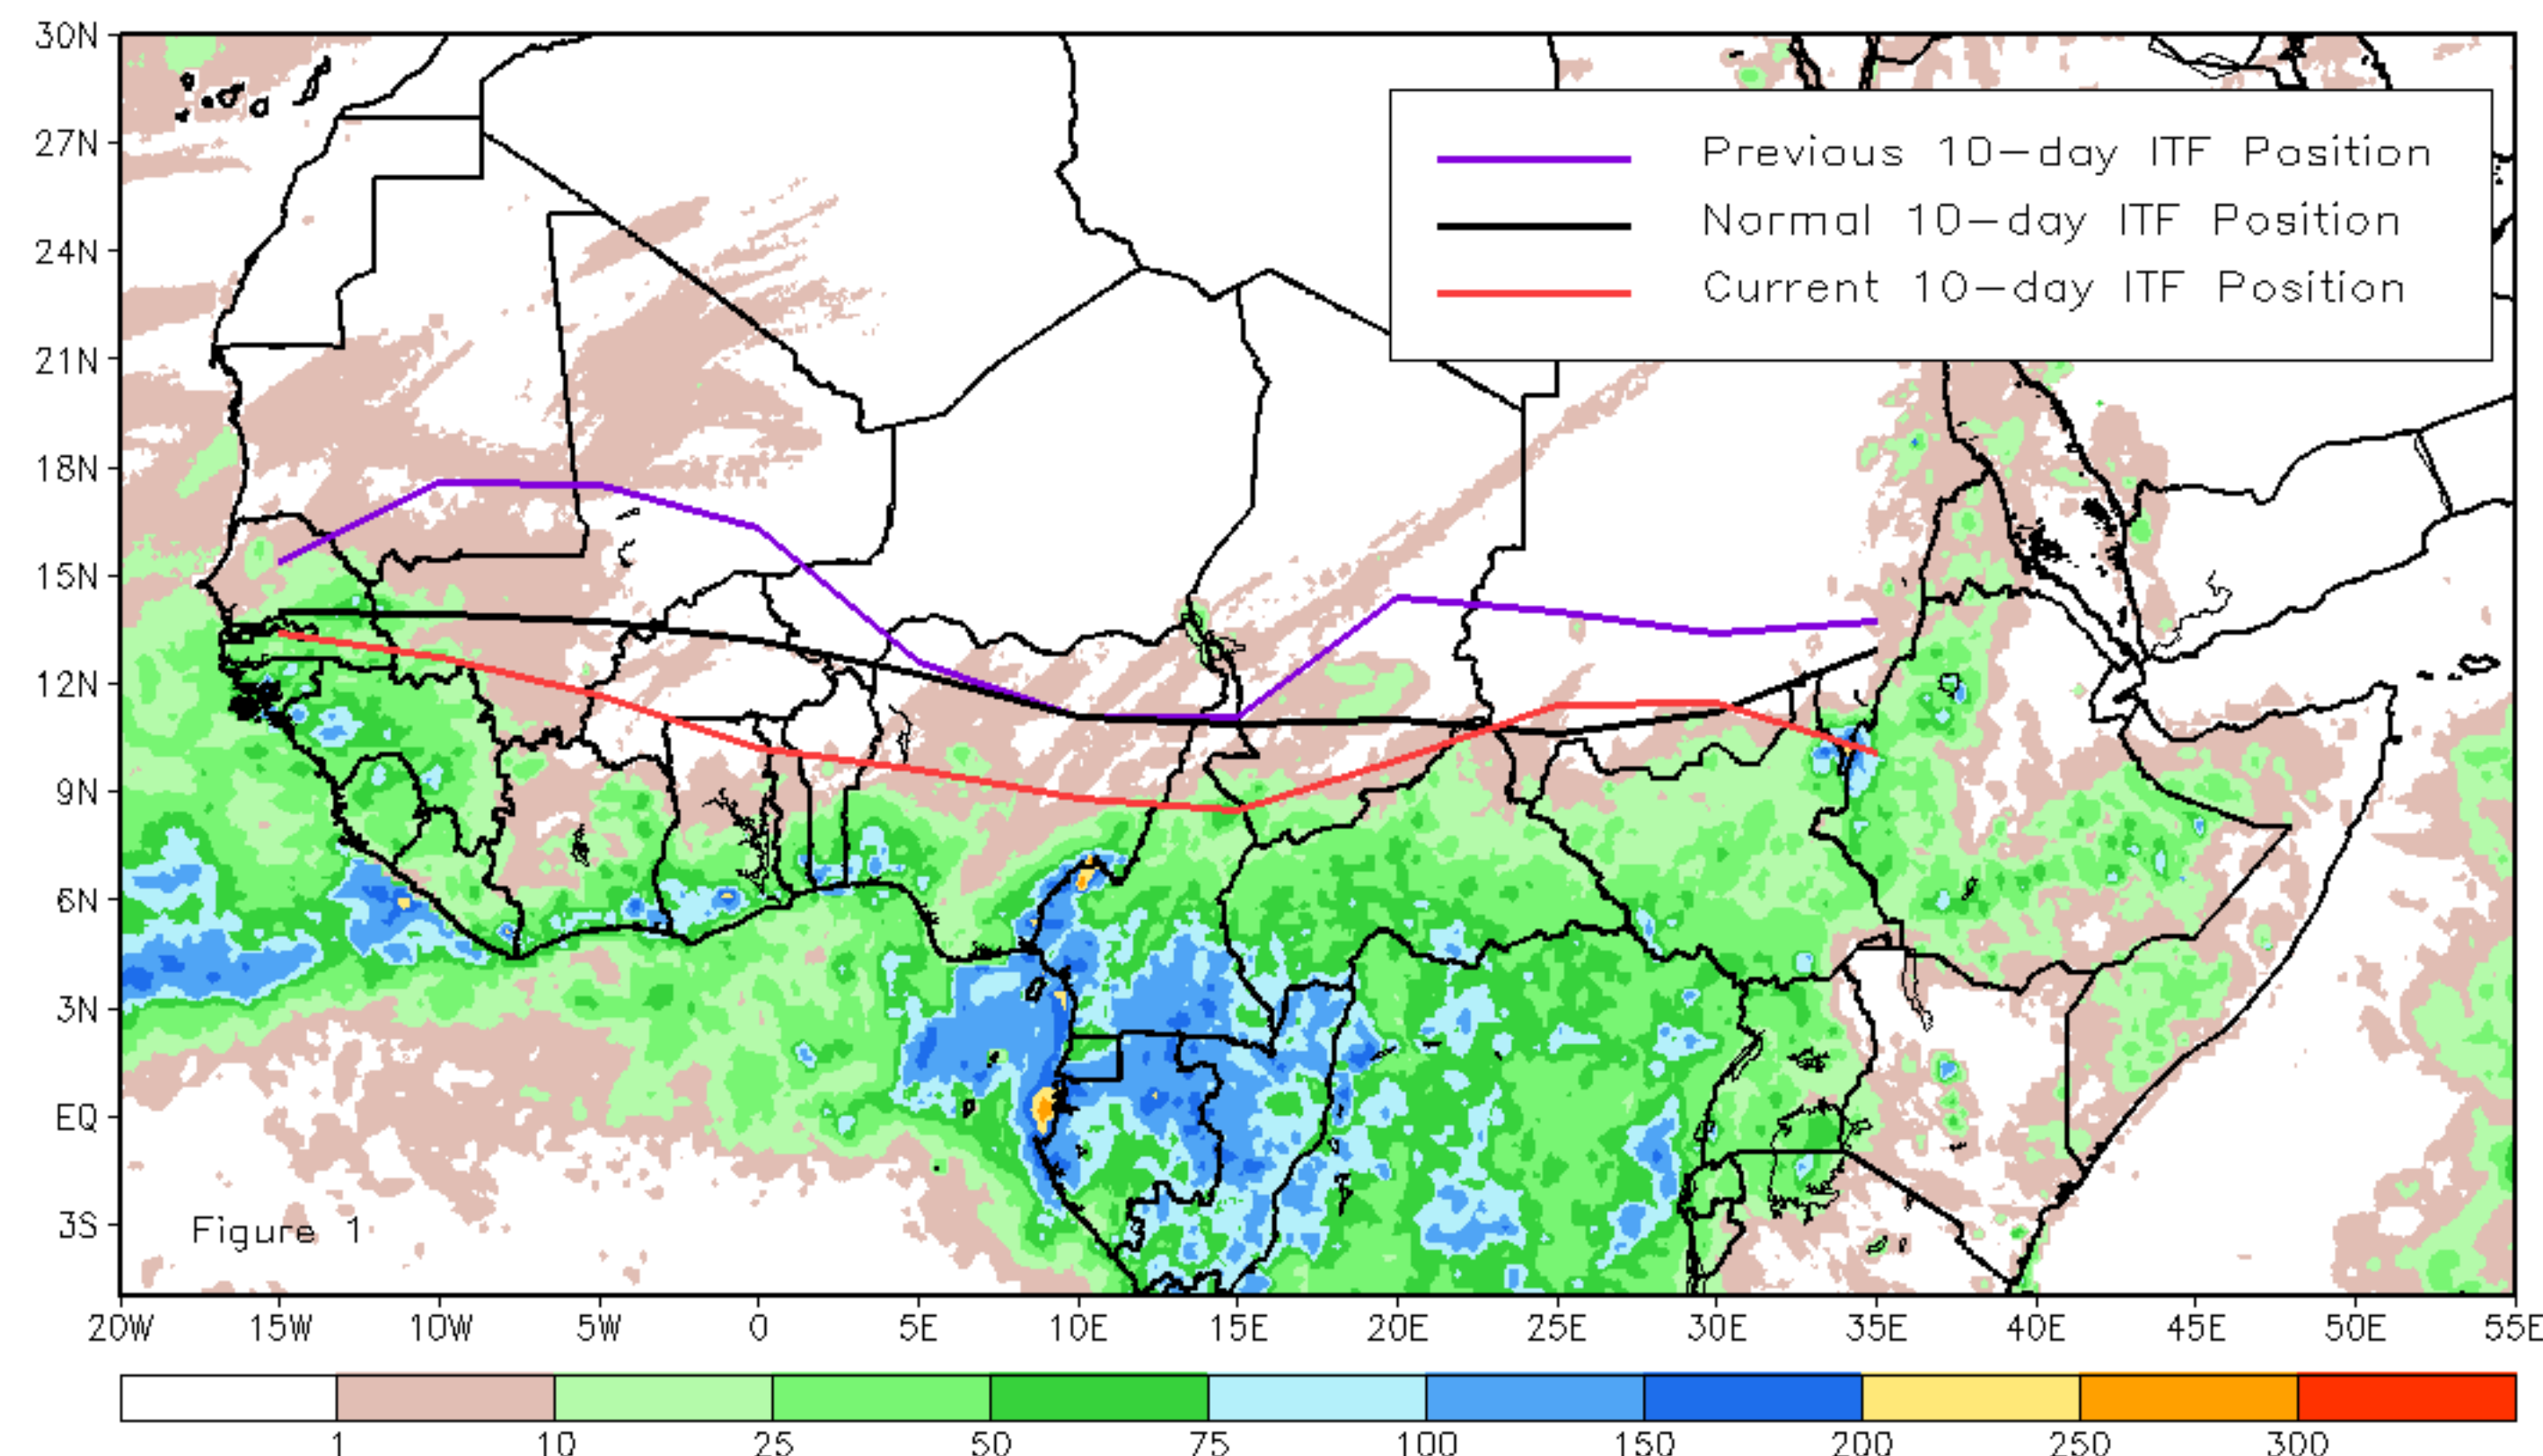 30N
27N
24N
21N
18N
15N
12N
9N
6N
3N
EQ
3S
Previous 10-day ITF Position
Normal 10-day ITF Position
Current 10-day ITF Position
Figure 1
20W 15W 10W 5W 0 5E 10E 15E 20E 25E 30E 35E 40E 45E 50E 55E
1 10 25 50 75 100 150 200 250 300